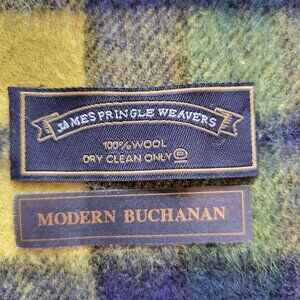 JAMES PRINGLE WEAVERS
100% WOOL
DRY CLEAN ONLY
MODERN BUCHANAN